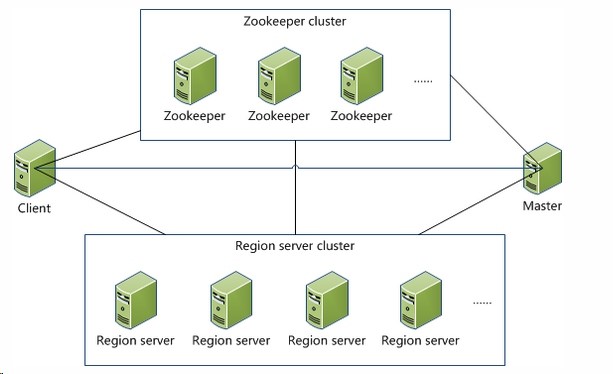 Zookeeper cluster
......
Zookeeper Zookeeper Zookeeper
Client
Master
Region server cluster
......
Region server Region server Region server Region server